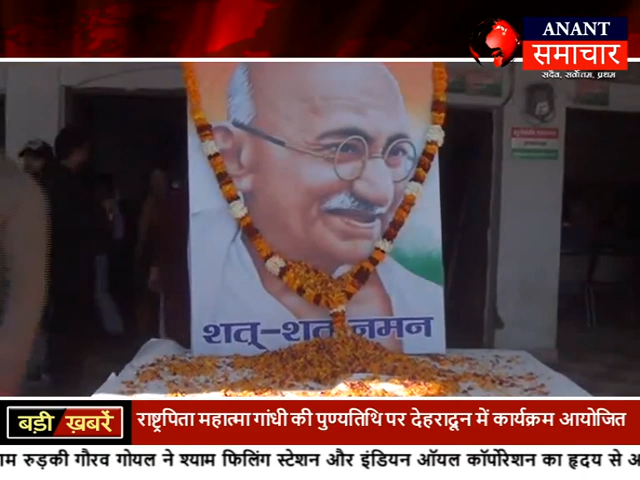 ANANT
समाचार
सदैव, सर्वोत्तम, प्रथम
शत्-शत् नमन
बड़ी ख़बरें
राष्ट्रपिता महात्मा गांधी की पुण्यतिथि पर देहरादून में कार्यक्रम आयोजित
रुड़की गौरव गोयल ने श्याम फिलिंग स्टेशन और इंडियन ऑयल कॉर्पोरेशन का हृदय से